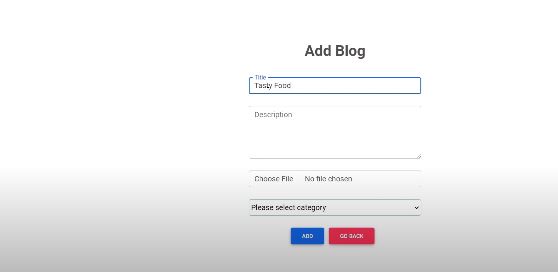 Add Blog
Title
Tasty Food
Description
Choose File No file chosen
Please select category
ADD GO BACK